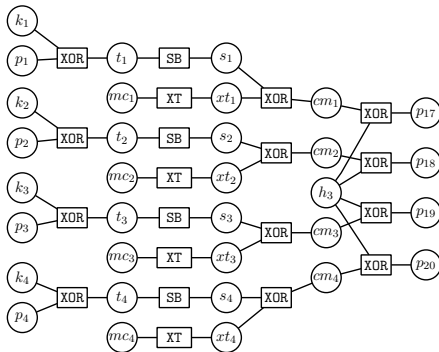 k₁
p₁ XOR t₁ SB s₁
mc₁ XT xt₁ XOR cm₁ XOR p₁₇
k₂
p₂ XOR t₂ SB s₂
mc₂ XT xt₂ XOR cm₂ XOR p₁₈
h₃
k₃
p₃ XOR t₃ SB s₃
mc₃ XT xt₃ XOR cm₃ XOR p₁₉
k₄
p₄ XOR t₄ SB s₄
mc₄ XT xt₄ XOR cm₄ XOR p₂₀